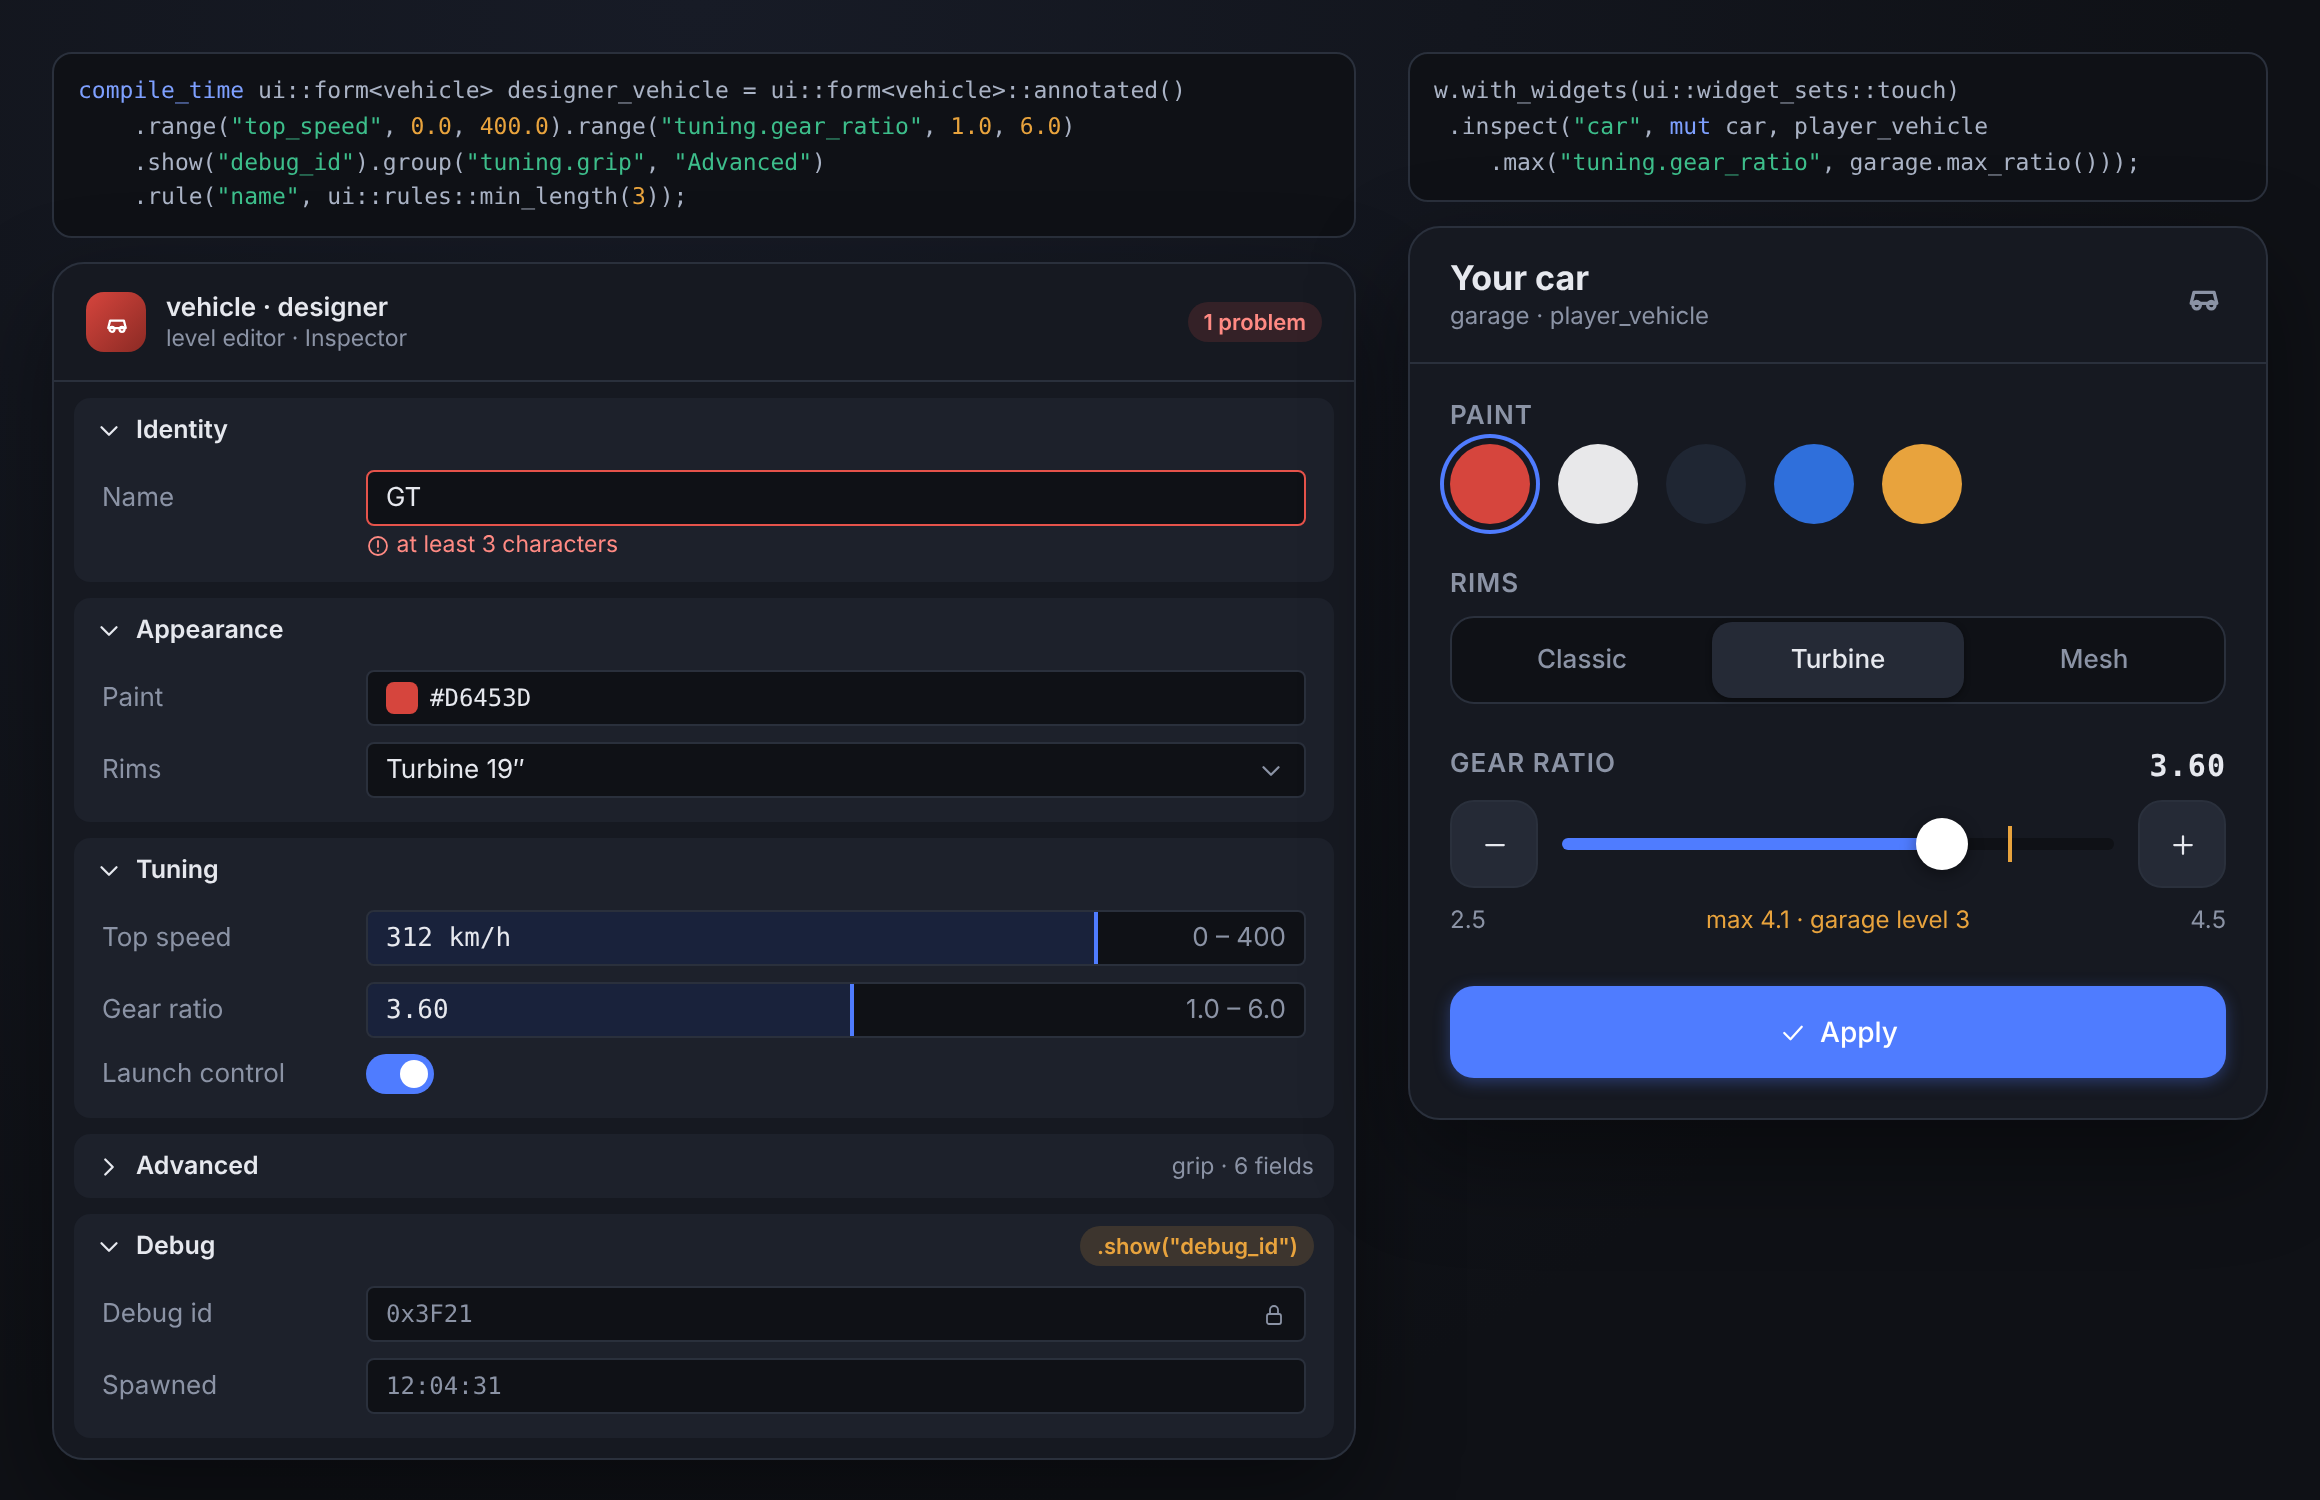 compile_time ui::form<vehicle> designer_vehicle = ui::form<vehicle>::annotated()
.range("top_speed", 0.0, 400.0).range("tuning.gear_ratio", 1.0, 6.0)
.show("debug_id").group("tuning.grip", "Advanced")
.rule("name", ui::rules::min_length(3));
vehicle · designer
level editor · Inspector
1 problem
Identity
Name
GT
at least 3 characters
Appearance
Paint
#D6453D
Rims
Turbine 19″
Tuning
Top speed
312 km/h
0 – 400
Gear ratio
3.60
1.0 – 6.0
Launch control
Advanced
grip · 6 fields
Debug
.show("debug_id")
Debug id
0x3F21
Spawned
12:04:31
w.with_widgets(ui::widget_sets::touch)
.inspect("car", mut car, player_vehicle
.max("tuning.gear_ratio", garage.max_ratio()));
Your car
garage · player_vehicle
PAINT
RIMS
Classic
Turbine
Mesh
GEAR RATIO
3.60
−
+
2.5
max 4.1 · garage level 3
4.5
Apply